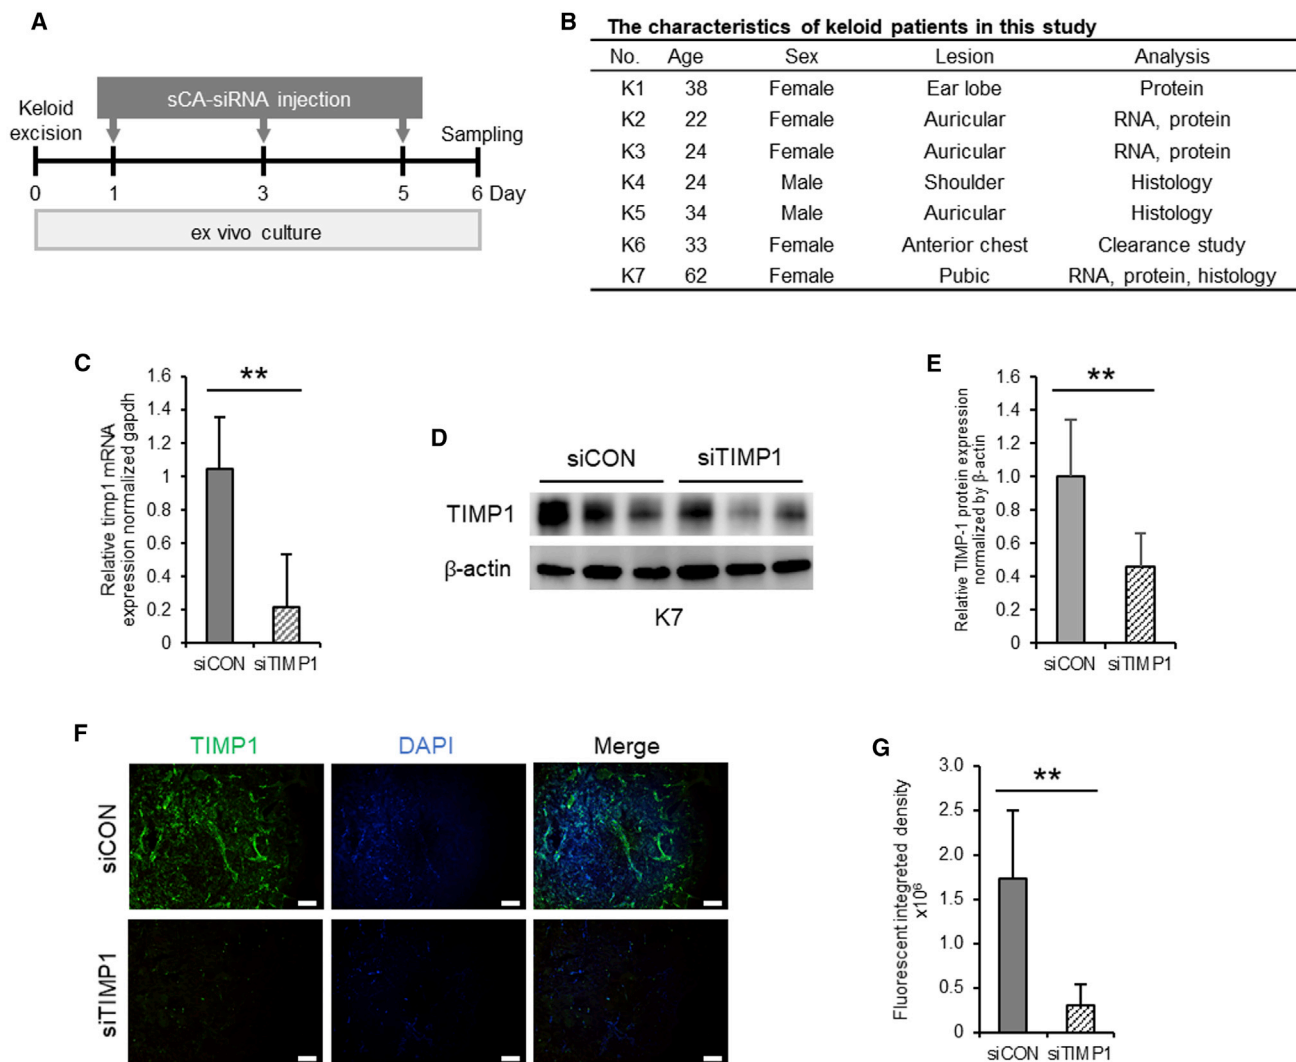 A
sCA-siRNA injection
Keloid
excision
Sampling
0 1 3 5 6 Day
ex vivo culture
B
The characteristics of keloid patients in this study
No. Age Sex Lesion Analysis
K1 38 Female Ear lobe Protein
K2 22 Female Auricular RNA, protein
K3 24 Female Auricular RNA, protein
K4 24 Male Shoulder Histology
K5 34 Male Auricular Histology
K6 33 Female Anterior chest Clearance study
K7 62 Female Pubic RNA, protein, histology
C
Relative timp1 mRNA
expression normalized gapdh
1.6
1.4
1.2
1
0.8
0.6
0.4
0.2
0
**
siCON siTIMP1
D
siCON siTIMP1
TIMP1
β-actin
K7
E
Relative TIMP-1 protein expression
normalized by β-actin
1.6
1.4
1.2
1.0
0.8
0.6
0.4
0.2
0
**
siCON siTIMP1
F
TIMP1 DAPI Merge
siCON
siTIMP1
G
Fluorescent integrated density
x10⁶
3.0
2.5
2.0
1.5
1.0
0.5
0
**
siCON siTIMP1